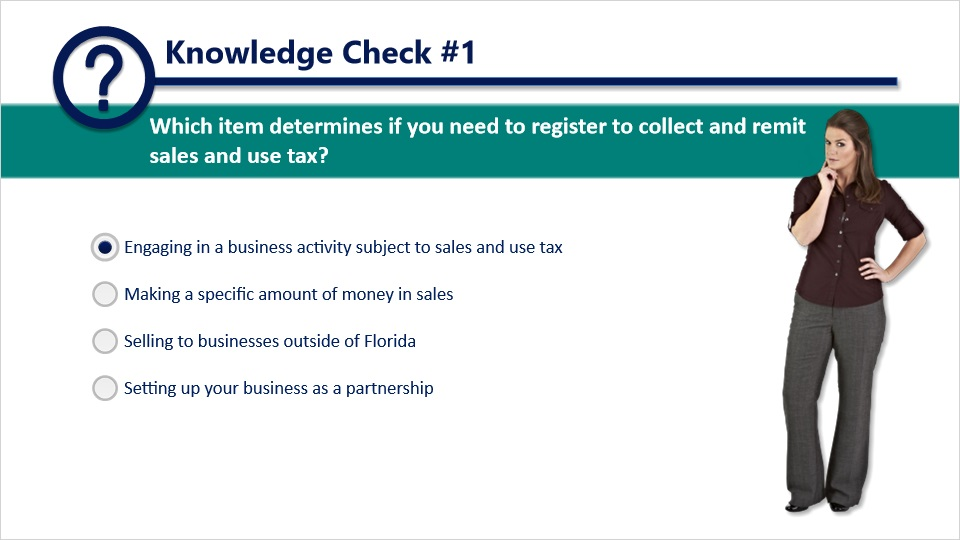 ?
Knowledge Check #1
Which item determines if you need to register to collect and remit
sales and use tax?
Engaging in a business activity subject to sales and use tax
Making a specific amount of money in sales
Selling to businesses outside of Florida
Setting up your business as a partnership